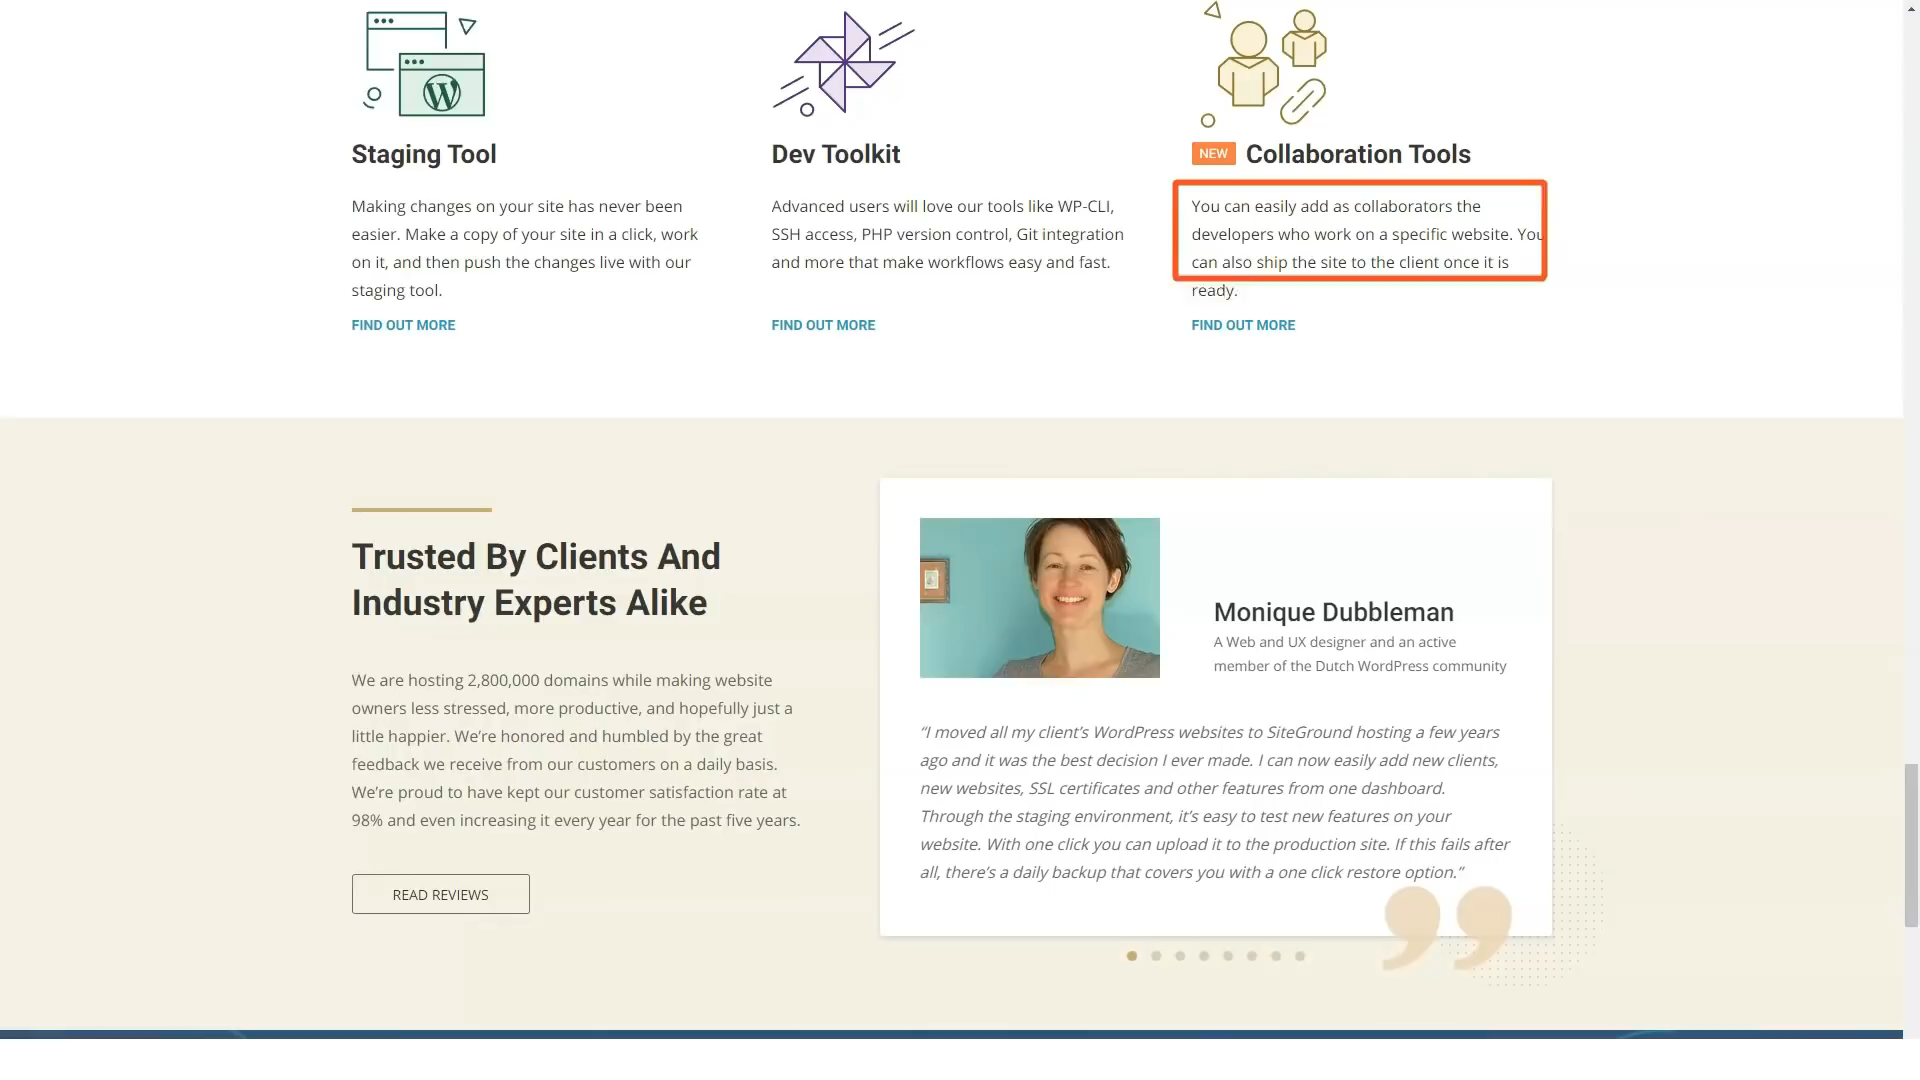 Staging Tool
Making changes on your site has never been
easier. Make a copy of your site in a click, work
on it, and then push the changes live with our
staging tool.
FIND OUT MORE
Dev Toolkit
Advanced users will love our tools like WP-CLI,
SSH access, PHP version control, Git integration
and more that make workflows easy and fast.
FIND OUT MORE
NEW Collaboration Tools
You can easily add as collaborators the
developers who work on a specific website. You
can also ship the site to the client once it is
ready.
FIND OUT MORE
Trusted By Clients And
Industry Experts Alike
We are hosting 2,800,000 domains while making website
owners less stressed, more productive, and hopefully just a
little happier. We’re honored and humbled by the great
feedback we receive from our customers on a daily basis.
We’re proud to have kept our customer satisfaction rate at
98% and even increasing it every year for the past five years.
READ REVIEWS
Monique Dubbleman
A Web and UX designer and an active
member of the Dutch WordPress community
“I moved all my client’s WordPress websites to SiteGround hosting a few years
ago and it was the best decision I ever made. I can now easily add new clients,
new websites, SSL certificates and other features from one dashboard.
Through the staging environment, it’s easy to test new features on your
website. With one click you can upload it to the production site. If this fails after
all, there’s a daily backup that covers you with a one click restore option.”